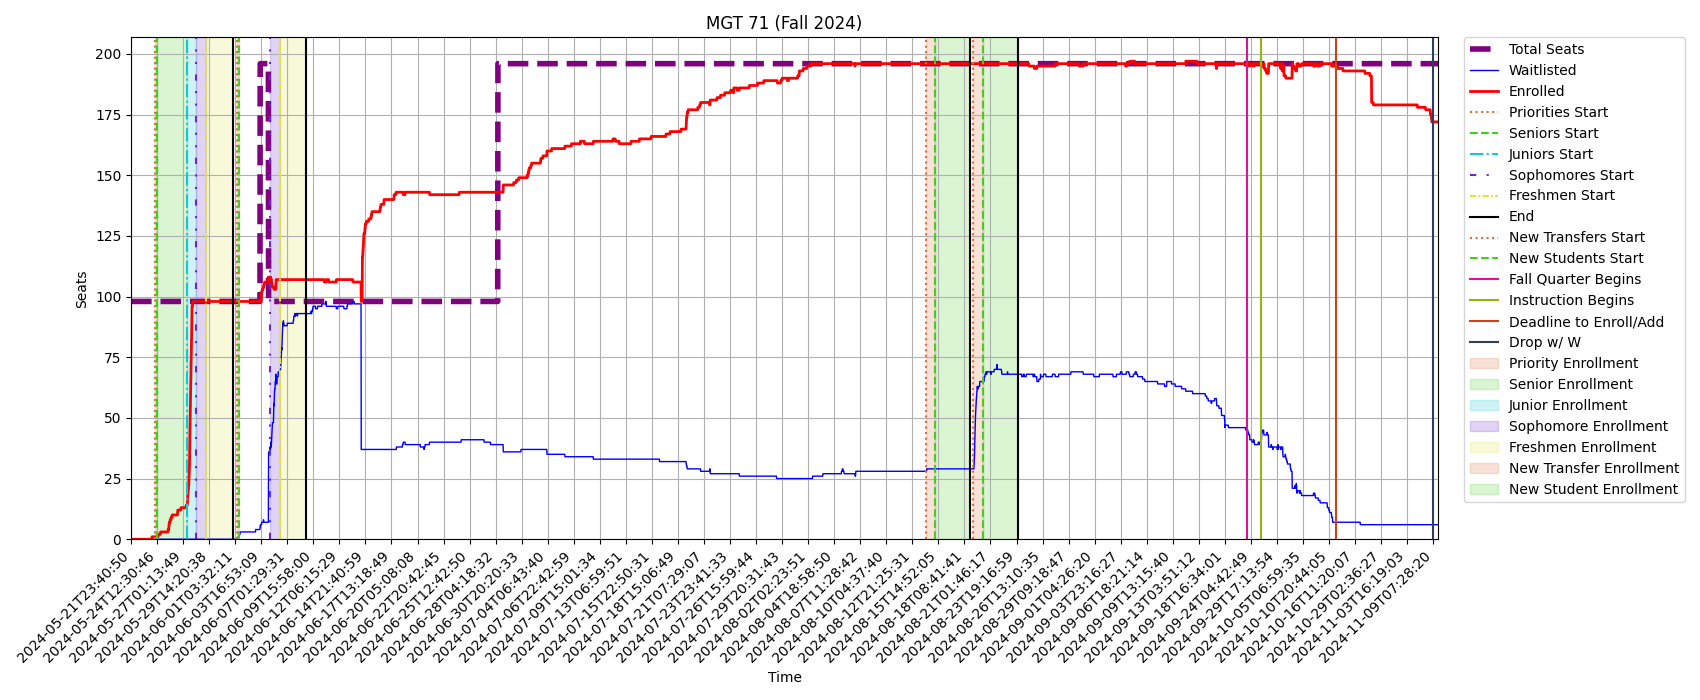 MGT 71 (Fall 2024)
Seats
200
175
150
125
100
75
50
25
0
2024-05-21T23:40:50
2024-05-24T12:30:46
2024-05-27T01:13:49
2024-05-29T14:20:38
2024-06-01T03:32:11
2024-06-03T16:53:09
2024-06-07T01:29:31
2024-06-09T15:58:00
2024-06-12T06:15:29
2024-06-14T21:40:59
2024-06-17T13:18:49
2024-06-20T05:08:08
2024-06-22T20:42:45
2024-06-25T12:42:50
2024-06-28T04:18:32
2024-06-30T20:20:33
2024-07-04T06:43:40
2024-07-06T22:42:59
2024-07-09T15:01:34
2024-07-13T06:59:51
2024-07-15T22:50:31
2024-07-18T15:06:49
2024-07-21T07:29:07
2024-07-23T23:41:33
2024-07-26T15:59:44
2024-07-29T20:31:43
2024-08-02T02:23:51
2024-08-04T18:58:50
2024-08-07T11:28:42
2024-08-10T04:37:40
2024-08-12T21:25:31
2024-08-15T14:52:05
2024-08-18T08:41:41
2024-08-21T01:46:17
2024-08-23T19:16:59
2024-08-26T13:10:35
2024-08-29T09:18:47
2024-09-01T04:26:20
2024-09-03T23:16:27
2024-09-06T18:21:14
2024-09-09T13:15:40
2024-09-13T03:51:12
2024-09-18T16:34:01
2024-09-24T04:42:49
2024-09-29T17:13:54
2024-10-05T06:59:35
2024-10-10T20:44:05
2024-10-16T11:20:07
2024-10-29T02:36:27
2024-11-03T16:19:03
2024-11-09T07:28:20
Time
Total Seats
Waitlisted
Enrolled
Priorities Start
Seniors Start
Juniors Start
Sophomores Start
Freshmen Start
End
New Transfers Start
New Students Start
Fall Quarter Begins
Instruction Begins
Deadline to Enroll/Add
Drop w/ W
Priority Enrollment
Senior Enrollment
Junior Enrollment
Sophomore Enrollment
Freshmen Enrollment
New Transfer Enrollment
New Student Enrollment